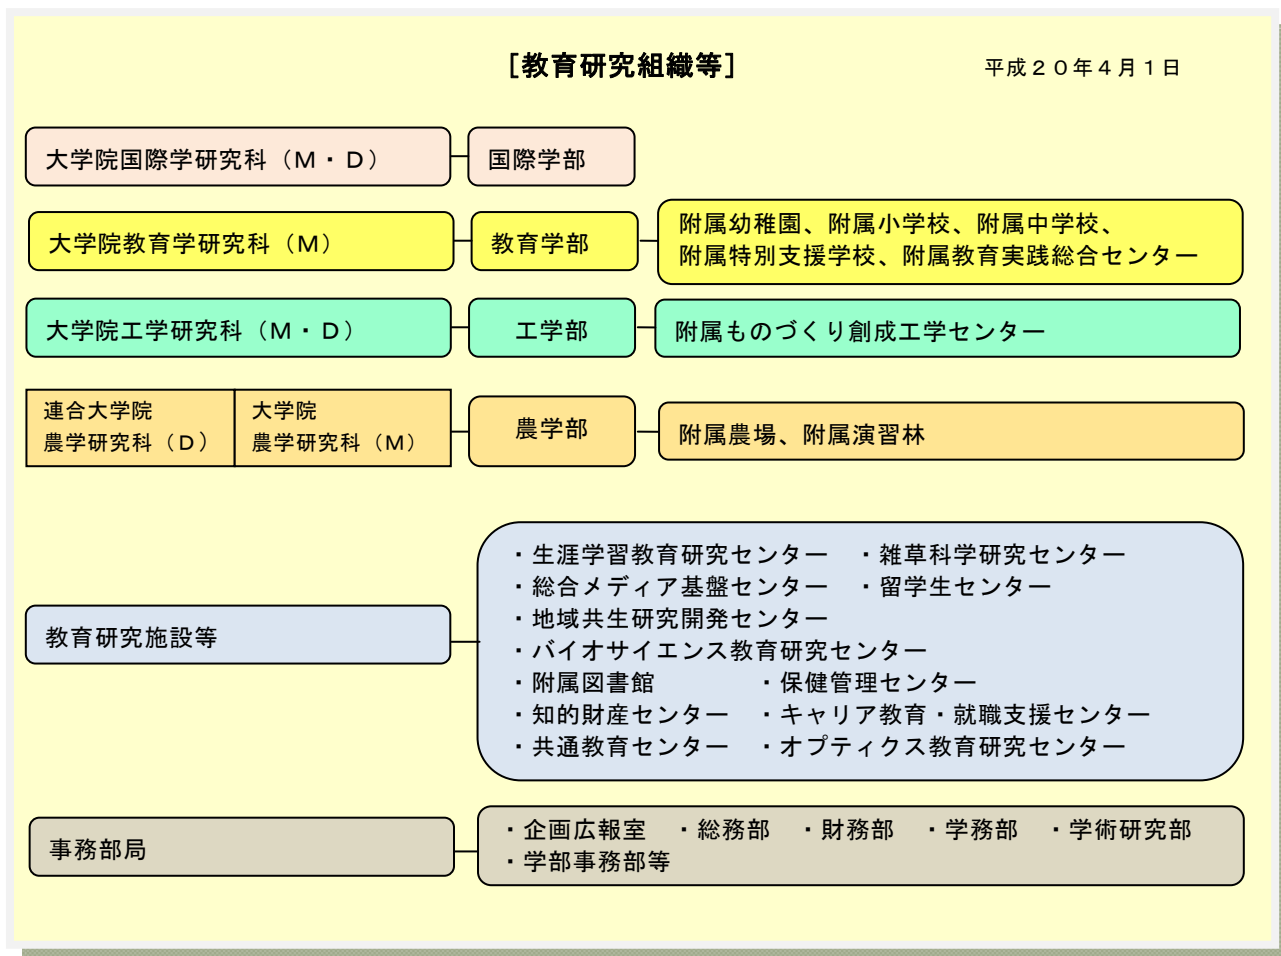 ［教育研究組織等］
平成２０年４月１日
大学院国際学研究科（Ｍ・Ｄ）
国際学部
大学院教育学研究科（Ｍ）
教育学部
附属幼稚園、附属小学校、附属中学校、
附属特別支援学校、附属教育実践総合センター
大学院工学研究科（Ｍ・Ｄ）
工学部
附属ものづくり創成工学センター
連合大学院
農学研究科（Ｄ）
大学院
農学研究科（Ｍ）
農学部
附属農場、附属演習林
教育研究施設等
・生涯学習教育研究センター　・雑草科学研究センター
・総合メディア基盤センター　・留学生センター
・地域共生研究開発センター
・バイオサイエンス教育研究センター
・附属図書館　　　　・保健管理センター
・知的財産センター　・キャリア教育・就職支援センター
・共通教育センター　・オプティクス教育研究センター
事務部局
・企画広報室　・総務部　・財務部　・学務部　・学術研究部
・学部事務部等